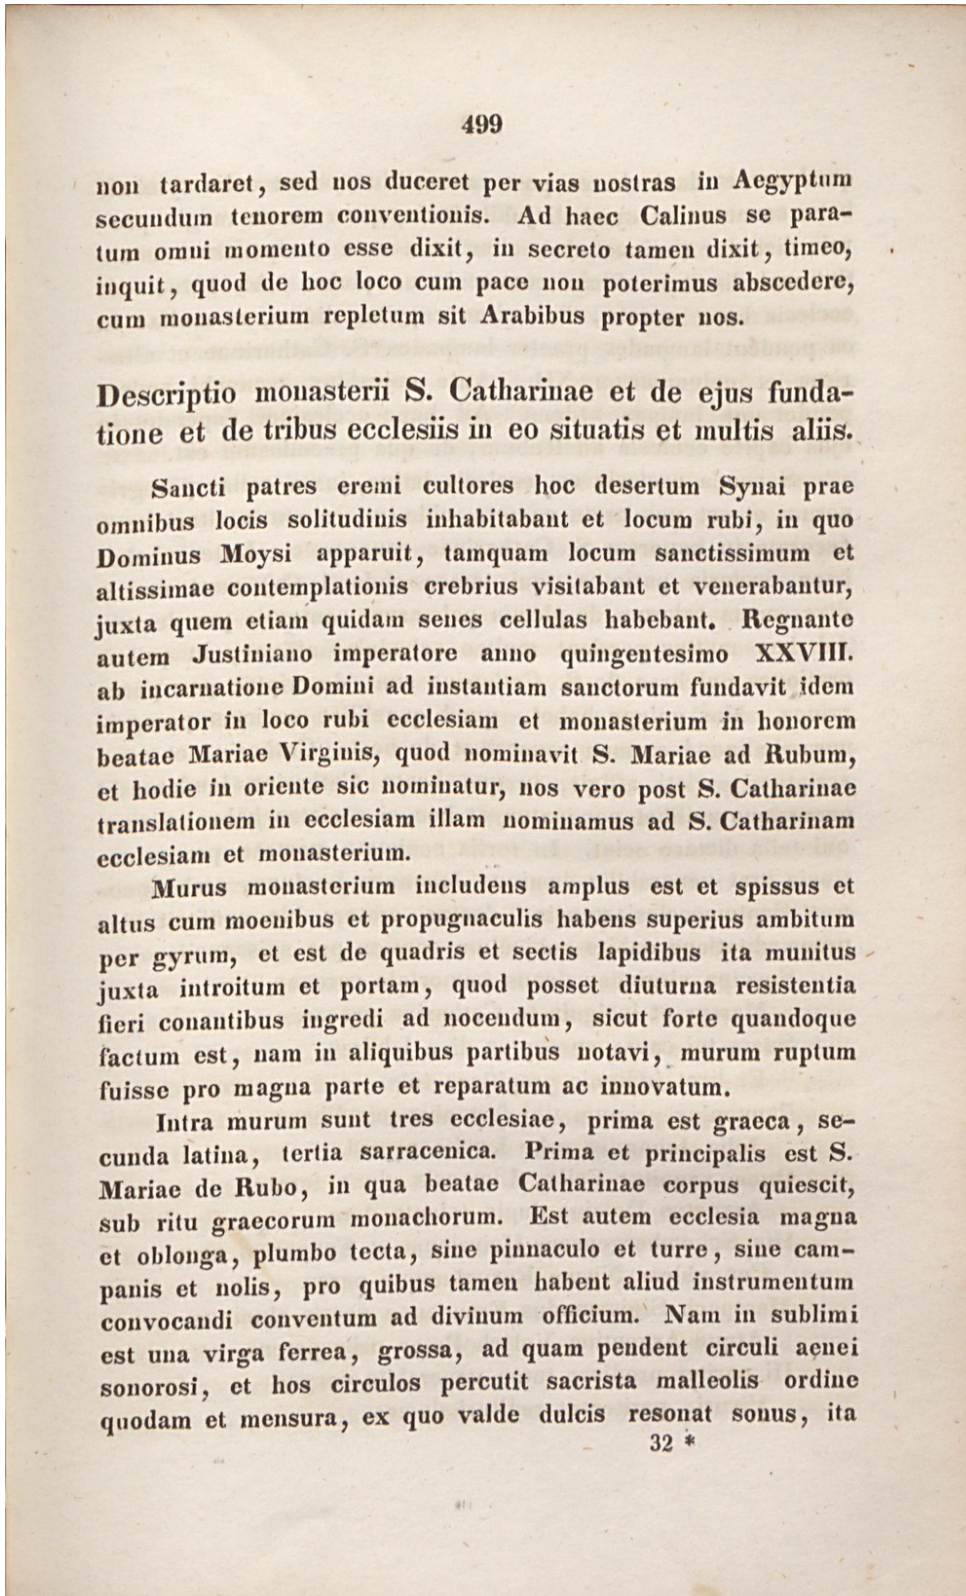 499
non tardaret, sed nos duceret per vias nostras in Aegyptum
secundum tenorem conventionis. Ad haec Calinus se para-
tum omni momento esse dixit, in secreto tamen dixit, timeo,
inquit, quod de hoc loco cum pace non poterimus abscedere,
cum monasterium repletum sit Arabibus propter nos.
Descriptio monasterii S. Catharinae et de ejus funda-
tione et de tribus ecclesiis in eo situatis et multis aliis.
Sancti patres eremi cultores hoc desertum Synai prae
omnibus locis solitudinis inhabitabant et locum rubi, in quo
Dominus Moysi apparuit, tamquam locum sanctissimum et
altissimae contemplationis crebrius visitabant et venerabantur,
juxta quem etiam quidam senes cellulas habebant. Regnante
autem Justiniano imperatore anno quingentesimo XXVIII.
ab incarnatione Domini ad instantiam sanctorum fundavit idem
imperator in loco rubi ecclesiam et monasterium in honorem
beatae Mariae Virginis, quod nominavit S. Mariae ad Rubum,
et hodie in oriente sic nominatur, nos vero post S. Catharinae
translationem in ecclesiam illam nominamus ad S. Catharinam
ecclesiam et monasterium.
Murus monasterium includens amplus est et spissus et
altus cum moenibus et propugnaculis habens superius ambitum
per gyrum, et est de quadris et sectis lapidibus ita munitus
juxta introitum et portam, quod posset diuturna resistentia
fieri conantibus ingredi ad nocendum, sicut forte quandoque
factum est, nam in aliquibus partibus notavi, murum ruptum
fuisse pro magna parte et reparatum ac innovatum.
Intra murum sunt tres ecclesiae, prima est graeca, se-
cunda latina, tertia sarracenica. Prima et principalis est S.
Mariae de Rubo, in qua beatae Catharinae corpus quiescit,
sub ritu graecorum monachorum. Est autem ecclesia magna
et oblonga, plumbo tecta, sine pinnaculo et turre, sine cam-
panis et nolis, pro quibus tamen habent aliud instrumentum
convocandi conventum ad divinum officium. Nam in sublimi
est una virga ferrea, grossa, ad quam pendent circuli aenei
sonorosi, et hos circulos percutit sacrista malleolis ordine
quodam et mensura, ex quo valde dulcis resonat sonus, ita
32 *